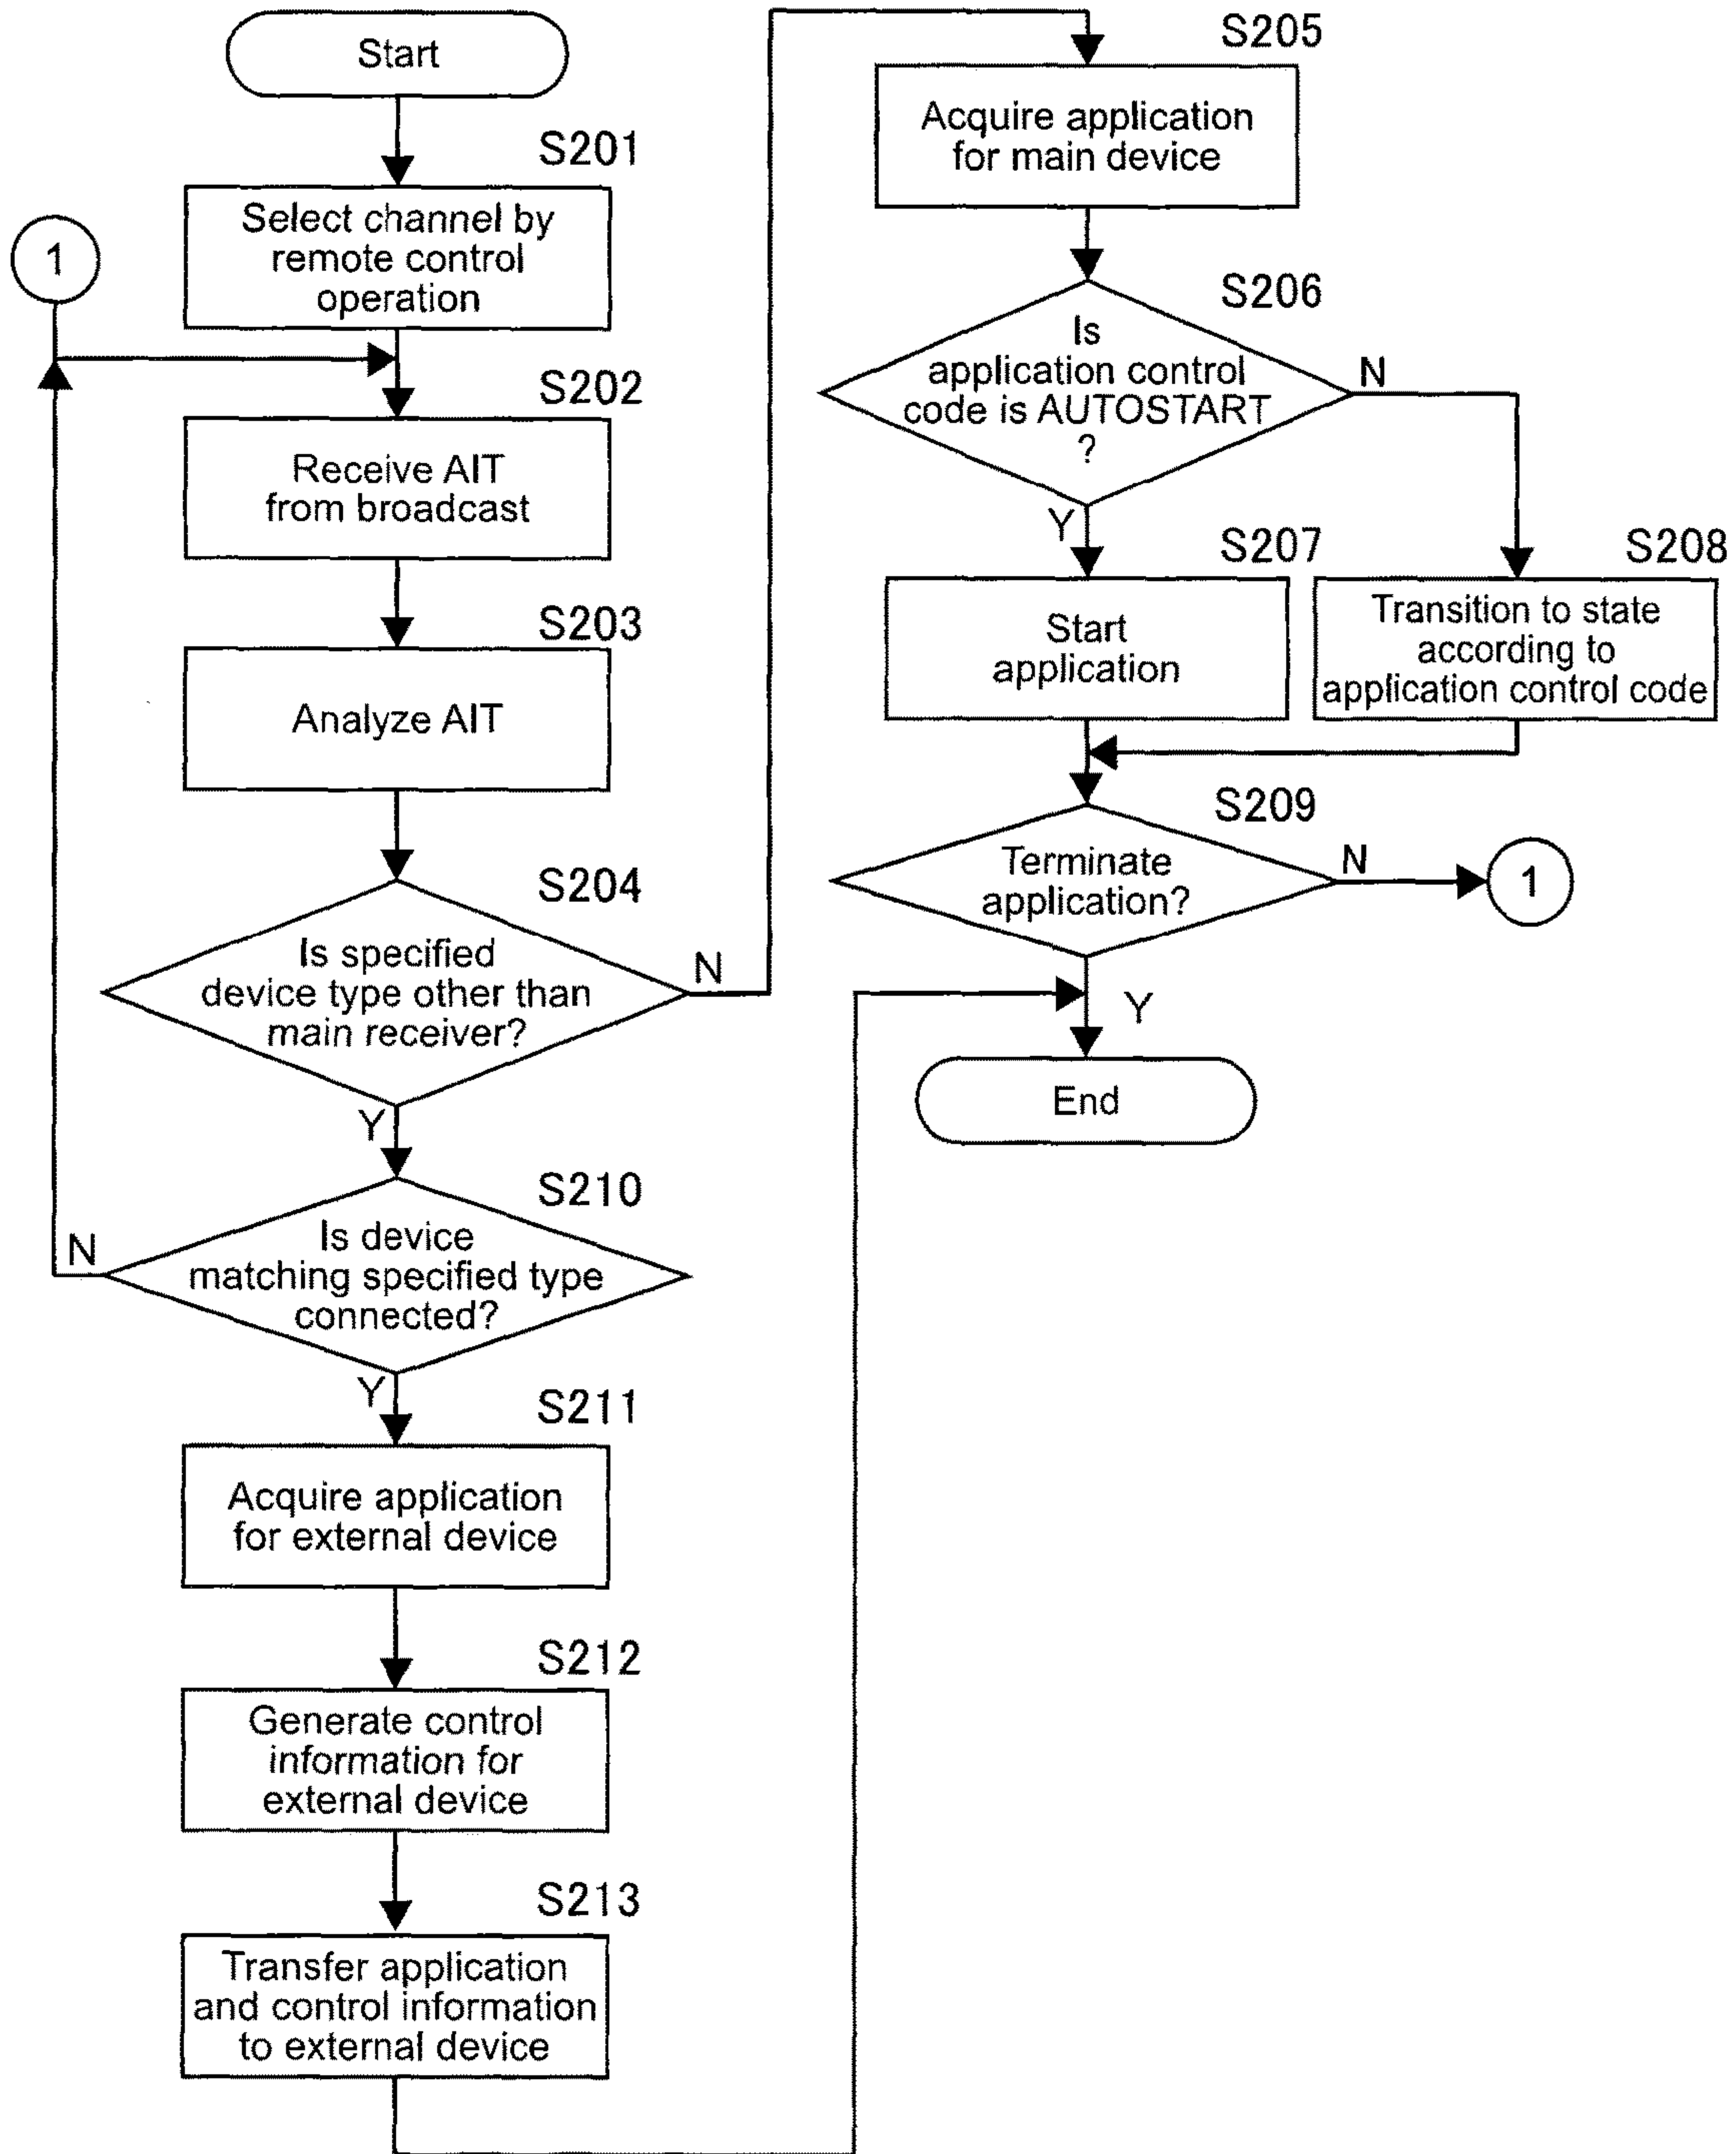 Start
S201
Select channel by
remote control
operation
1
S202
Receive AIT
from broadcast
S203
Analyze AIT
S204
Is specified
device type other than
main receiver?
N
Y
S210
Is device
matching specified type
connected?
N
Y
S211
Acquire application
for external device
S212
Generate control
information for
external device
S213
Transfer application
and control information
to external device
S205
Acquire application
for main device
S206
Is
application control
code is AUTOSTART
?
N
Y
S207
Start
application
S208
Transition to state
according to
application control code
S209
Terminate
application?
N
1
Y
End